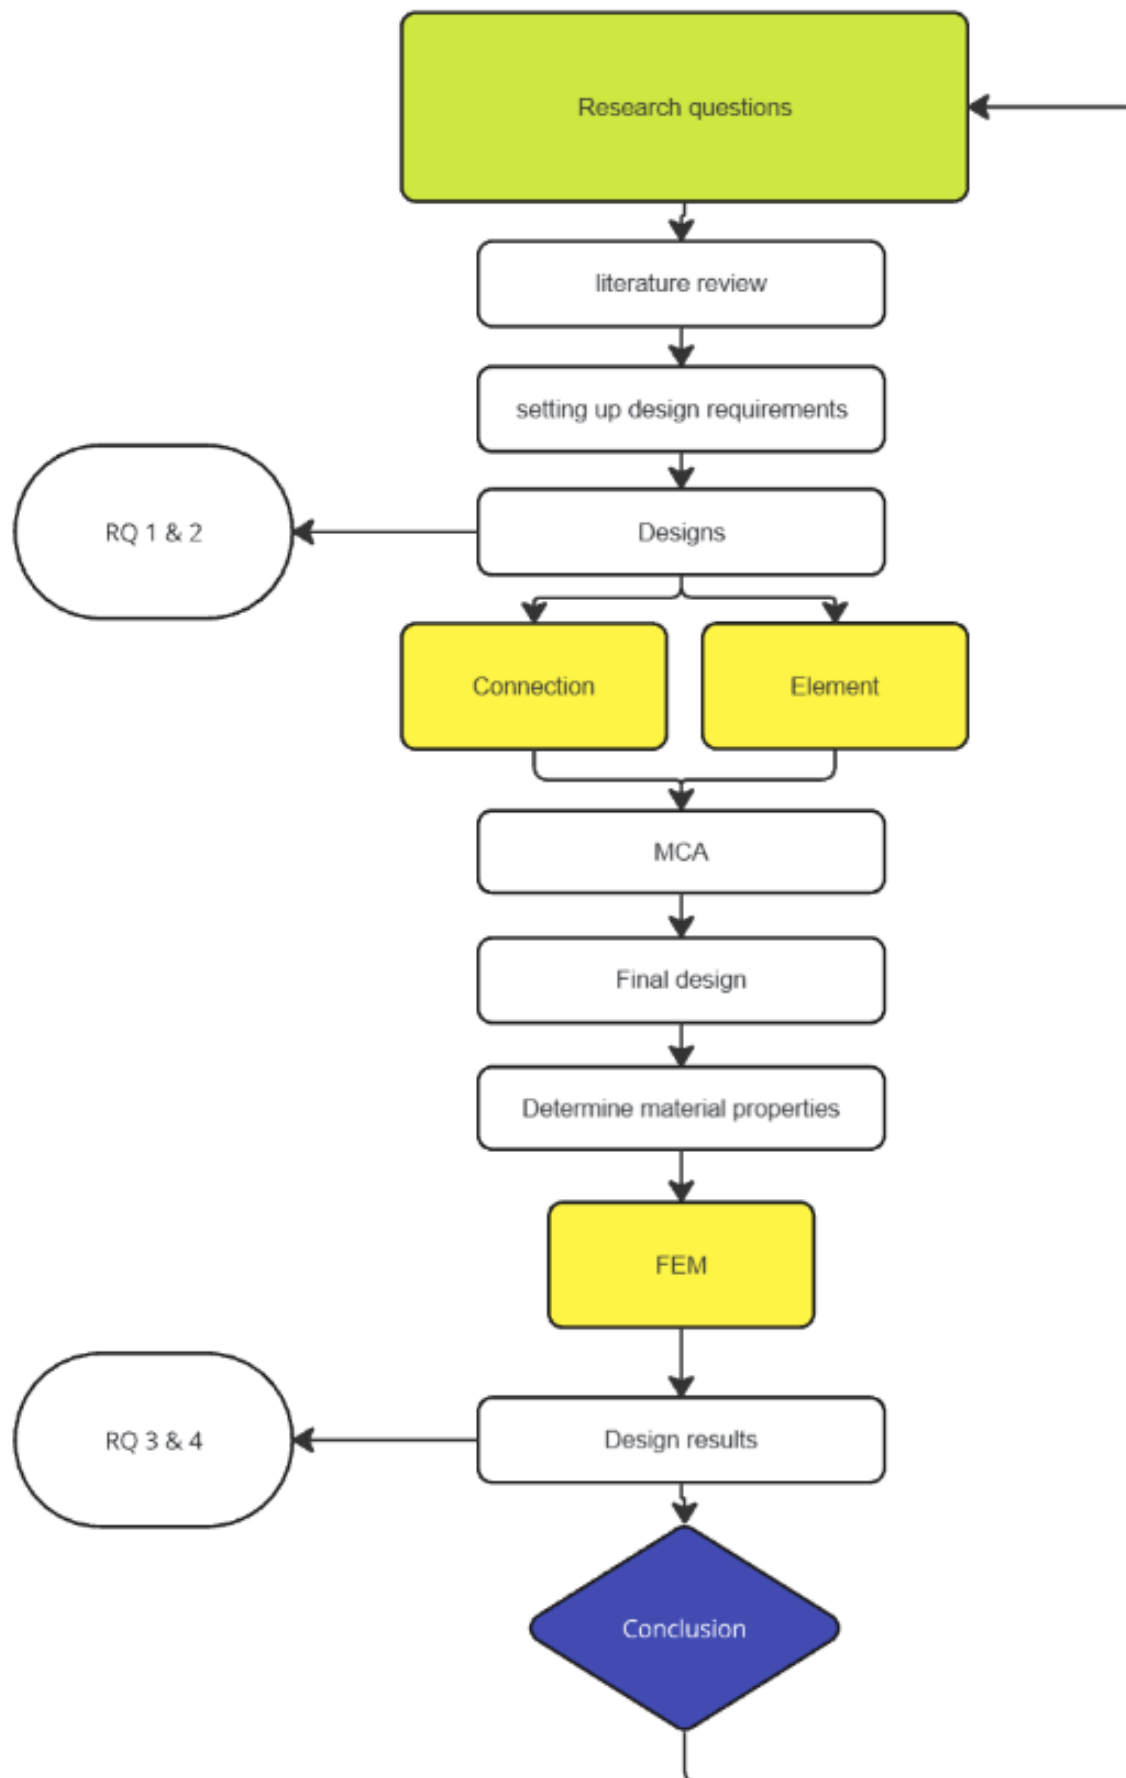 Research questions
literature review
setting up design requirements
RQ 1 & 2
Designs
Connection
Element
MCA
Final design
Determine material properties
FEM
RQ 3 & 4
Design results
Conclusion